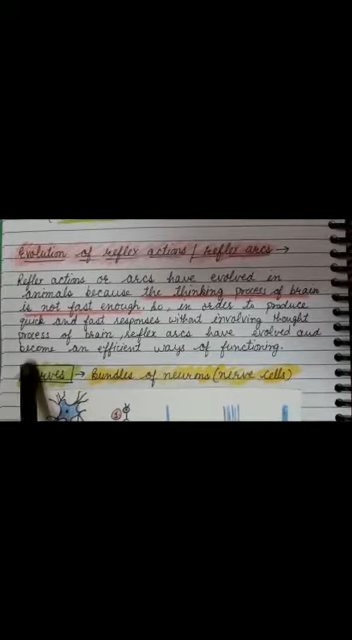 Evolution of reflex actions / reflex arcs →
Reflex actions or arcs have evolved in
animals because the thinking process of brain
is not fast enough. So, in order to produce
quick and fast responses without involving thought
process of brain, reflex arcs have evolved and
become an efficient ways of functioning.
→ Bundles of neurons (nerve cells)